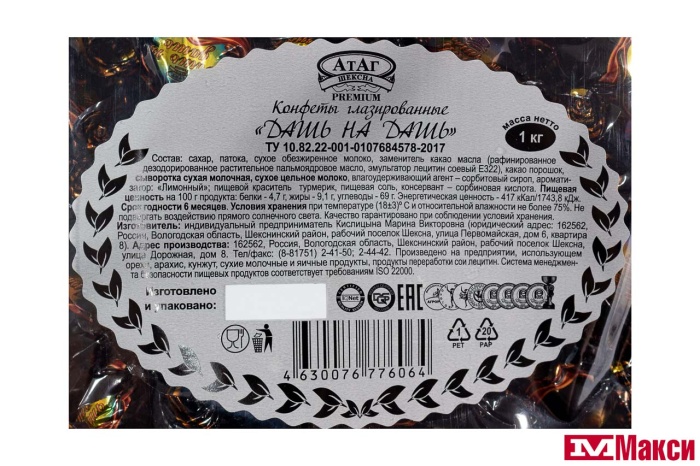 АтАг
ШЕКСНА
PREMIUM
Конфеты глазированные
«ДАШЬ НА ДАШЬ»
ТУ 10.82.22-001-0107684578-2017
масса нетто
1 кг
Состав: сахар, патока, сухое обезжиренное молоко, заменитель какао масла (рафинированное
дезодорированное растительное пальмоядровое масло, эмульгатор лецитин соевый Е322), какао порошок,
сыворотка сухая молочная, сухое цельное молоко, влагоудерживающий агент – сорбитовый сироп, аромати-
затор: «Лимонный»; пищевой краситель турмерик, пищевая соль, консервант – сорбиновая кислота. Пищевая
ценность на 100 г продукта: белки - 4,7 г, жиры - 9,1 г, углеводы - 69 г. Энергетическая ценность - 417 кКал/1743,8 кДж.
Срок годности 6 месяцев. Условия хранения при температуре (18±3)° С и относительной влажности не более 75%. Не
подвергать воздействию прямого солнечного света. Качество гарантировано при соблюдении условий хранения.
Изготовитель: индивидуальный предприниматель Кислицына Марина Викторовна (юридический адрес: 162562,
Россия, Вологодская область, Шекснинский район, рабочий поселок Шексна, улица Первомайская, дом 6, квартира
8). Адрес производства: 162562, Россия, Вологодская область, Шекснинский район, рабочий поселок Шексна,
улица Дорожная, дом 8. Тел/факс: (8-81751) 2-41-50; 2-44-42. Произведено на предприятии, использующем
орехи, арахис, кунжут, сухие молочные и яичные продукты, продукты переработки сои лецитин. Система менеджмен-
та безопасности пищевых продуктов соответствует требованиям ISO 22000.
Изготовлено
и упаковано:
IQNet
EAC
1
PET
20
PAP
4630076776064
Макси